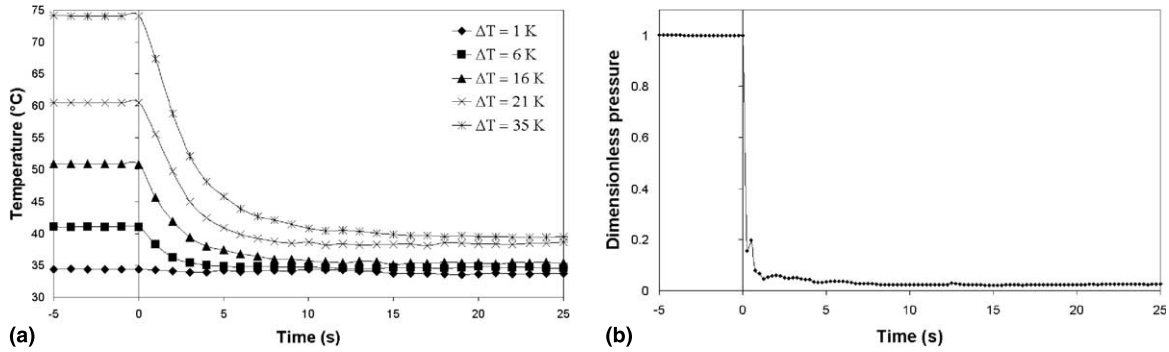 75
70
65
60
55
50
45
40
35
30
-5 0 5 10 15 20 25
Temperature (°C)
Time (s)
ΔT = 1 K
ΔT = 6 K
ΔT = 16 K
ΔT = 21 K
ΔT = 35 K
(a)
1
0.8
0.6
0.4
0.2
0
-5 0 5 10 15 20 25
Dimensionless pressure
Time (s)
(b)